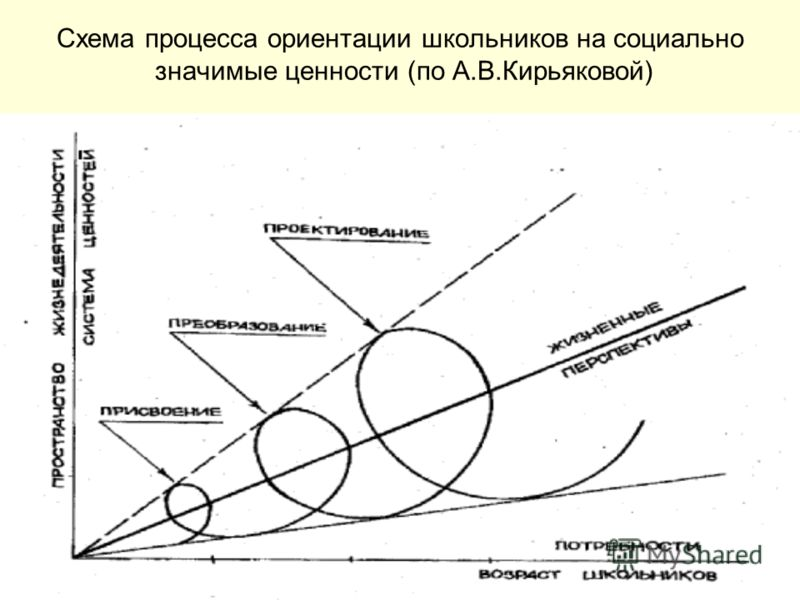 Схема процесса ориентации школьников на социально
значимые ценности (по А.В.Кирьяковой)
ПРОСТРАНСТВО ЖИЗНЕДЕЯТЕЛЬНОСТИ
СИСТЕМА ЦЕННОСТЕЙ
ПРОЕКТИРОВАНИЕ
ПРЕОБРАЗОВАНИЕ
ПРИСВОЕНИЕ
ЖИЗНЕННЫЕ
ПЕРСПЕКТИВЫ
ПОТРЕБНОСТИ
ВОЗРАСТ ШКОЛЬНИКОВ
MyShared